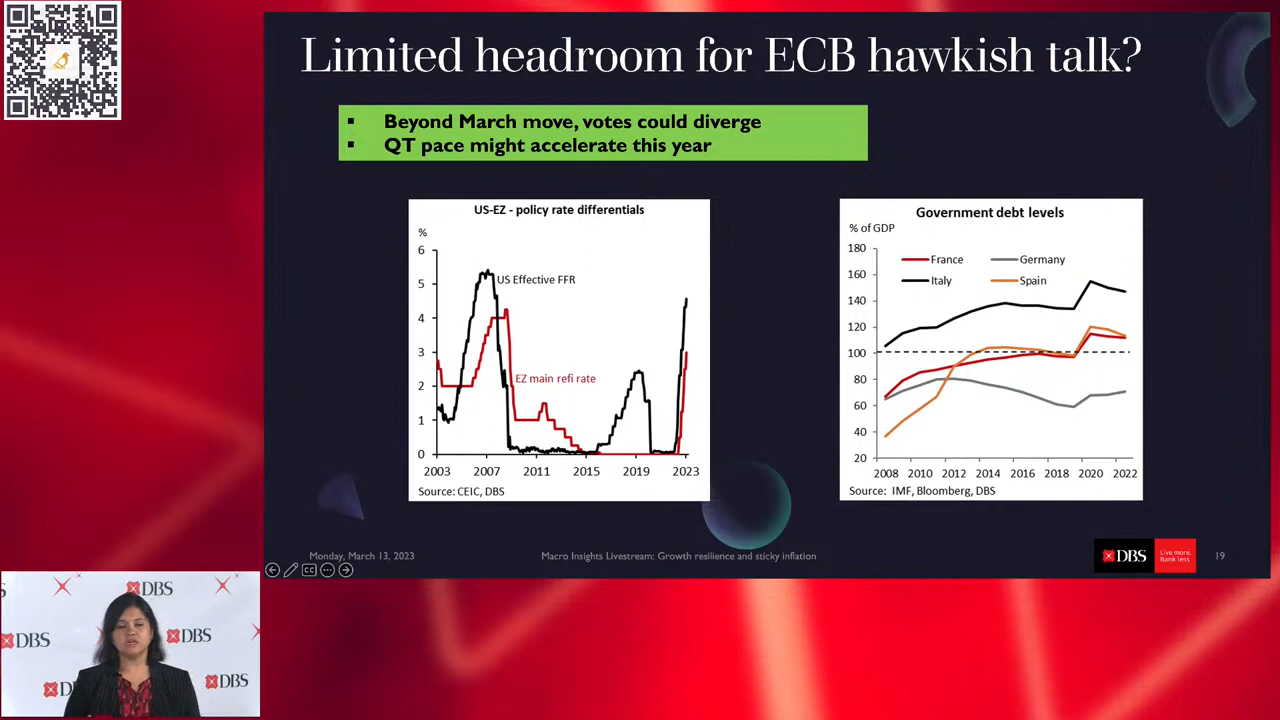 Limited headroom for ECB hawkish talk?
▪ Beyond March move, votes could diverge
▪ QT pace might accelerate this year
US-EZ - policy rate differentials
%
6
5
4
3
2
1
0
US Effective FFR
EZ main refi rate
2003 2007 2011 2015 2019 2023
Source: CEIC, DBS
Government debt levels
% of GDP
180
160
140
120
100
80
60
40
20
France Germany
Italy Spain
2008 2010 2012 2014 2016 2018 2020 2022
Source: IMF, Bloomberg, DBS
Monday, March 13, 2023
Macro Insights Livestream: Growth resilience and sticky inflation
DBS
Live more,
Bank less
19
CC
DBS
DBS
DBS
DBS